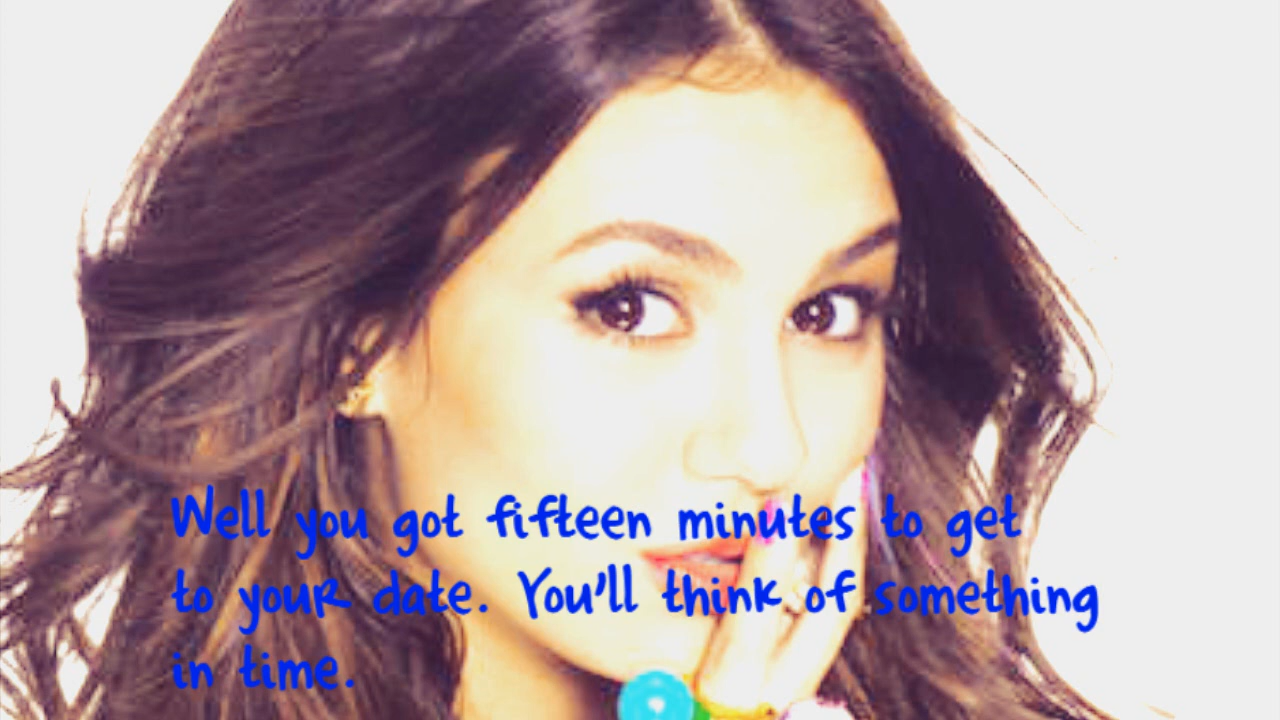 Well you got fifteen minutes to get
to your date. You'll think of something
in time.